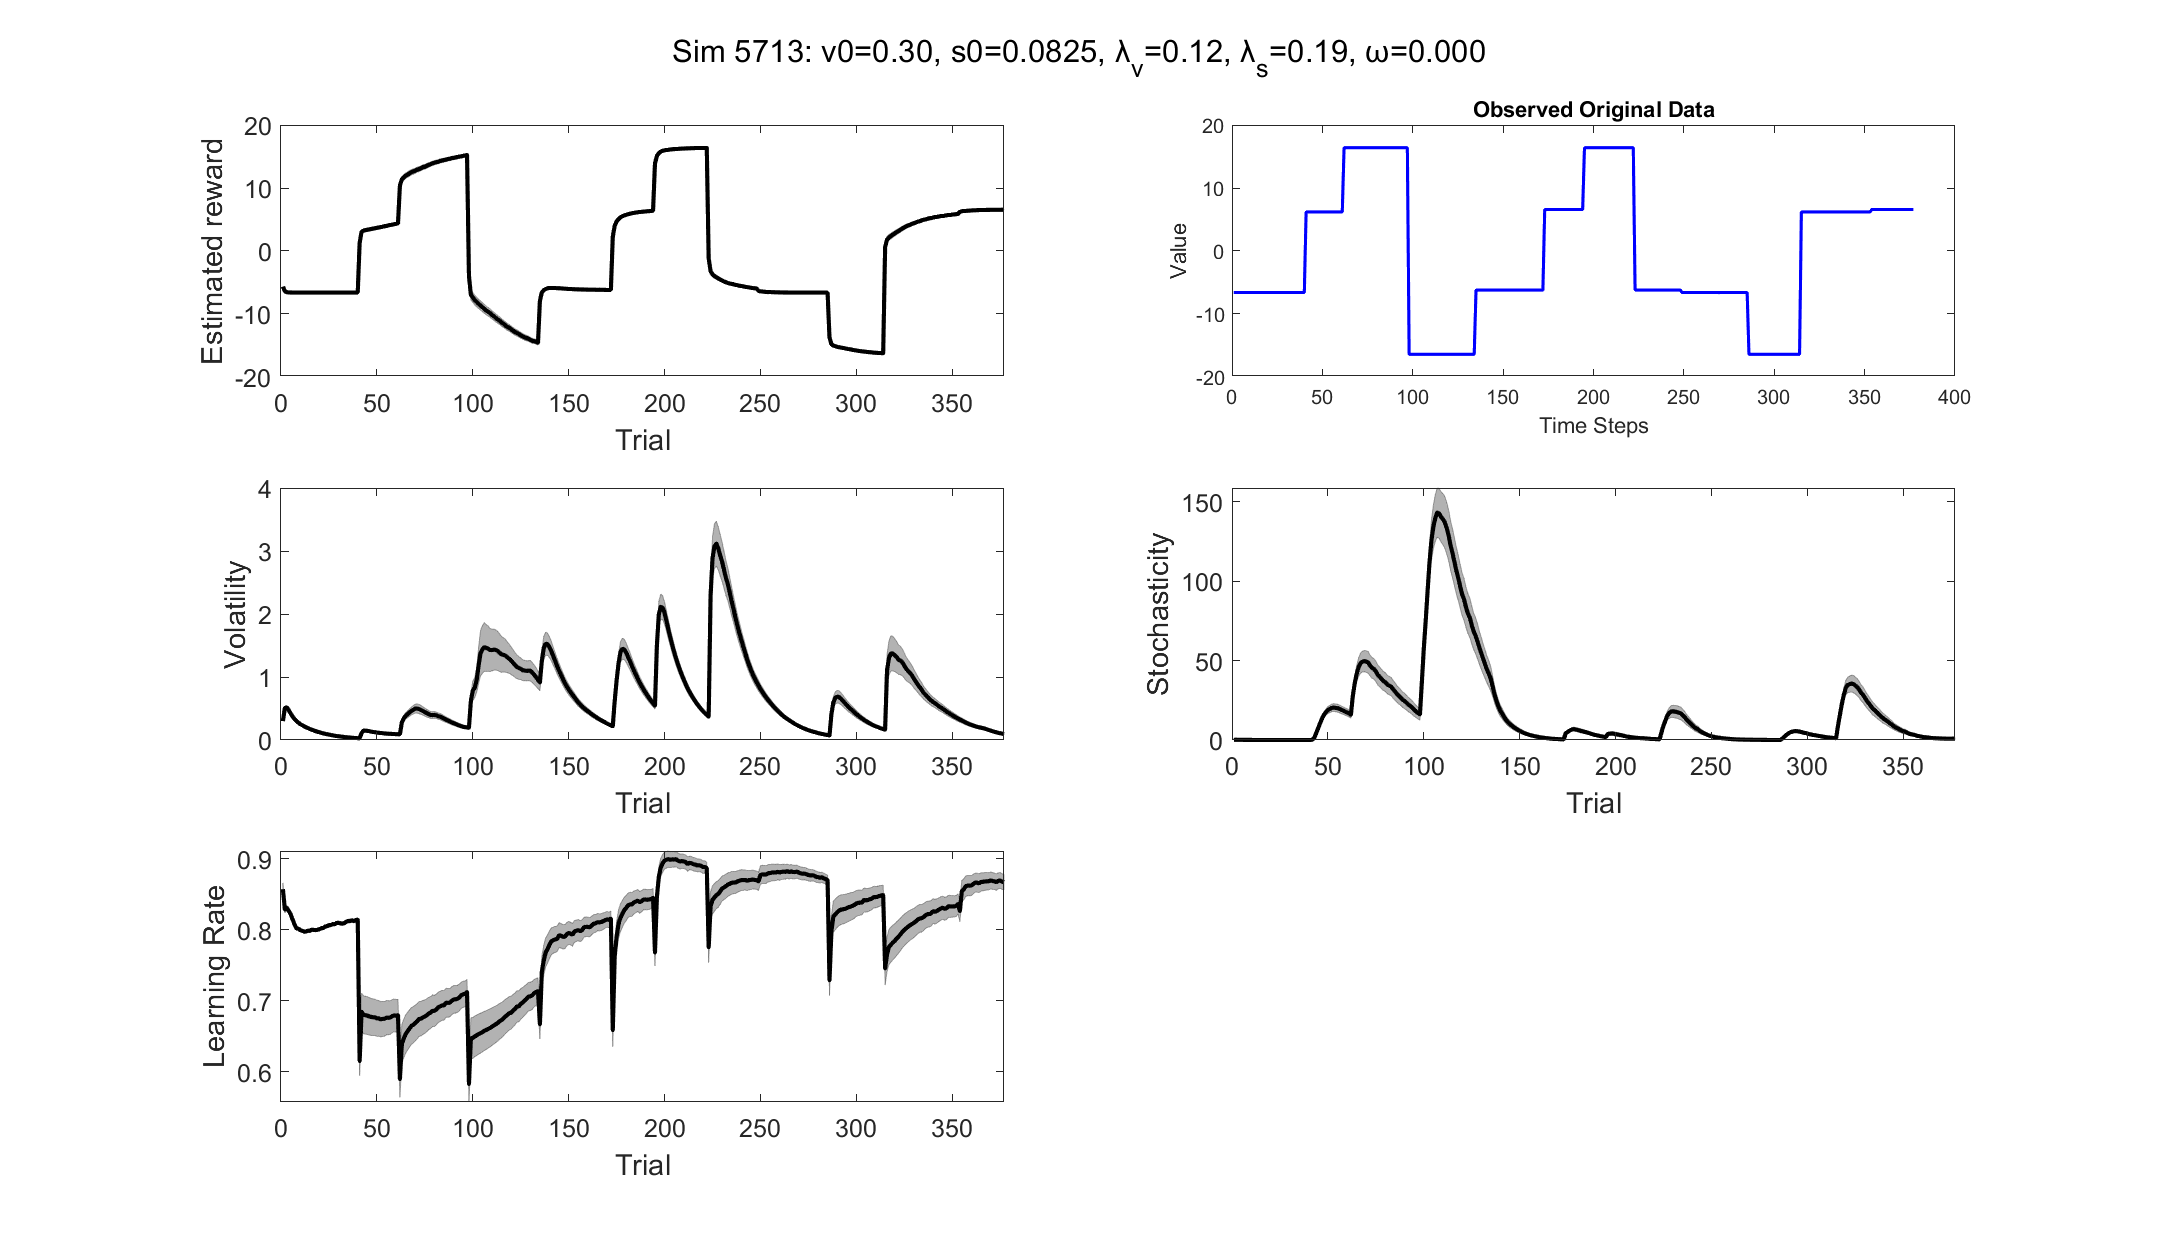 Sim 5713: v0=0.30, s0=0.0825, λ_v=0.12, λ_s=0.19, ω=0.000
Estimated reward
20
10
0
-10
-20
0 50 100 150 200 250 300 350
Trial
Observed Original Data
Value
20
10
0
-10
-20
0 50 100 150 200 250 300 350 400
Time Steps
Volatility
4
3
2
1
0
0 50 100 150 200 250 300 350
Trial
Stochasticity
150
100
50
0
0 50 100 150 200 250 300 350
Trial
Learning Rate
0.9
0.8
0.7
0.6
0 50 100 150 200 250 300 350
Trial